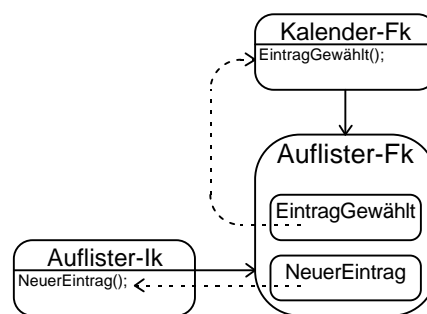 Kalender-Fk
EintragGewählt();
Auflister-Fk
EintragGewählt
NeuerEintrag
Auflister-Ik
NeuerEintrag();